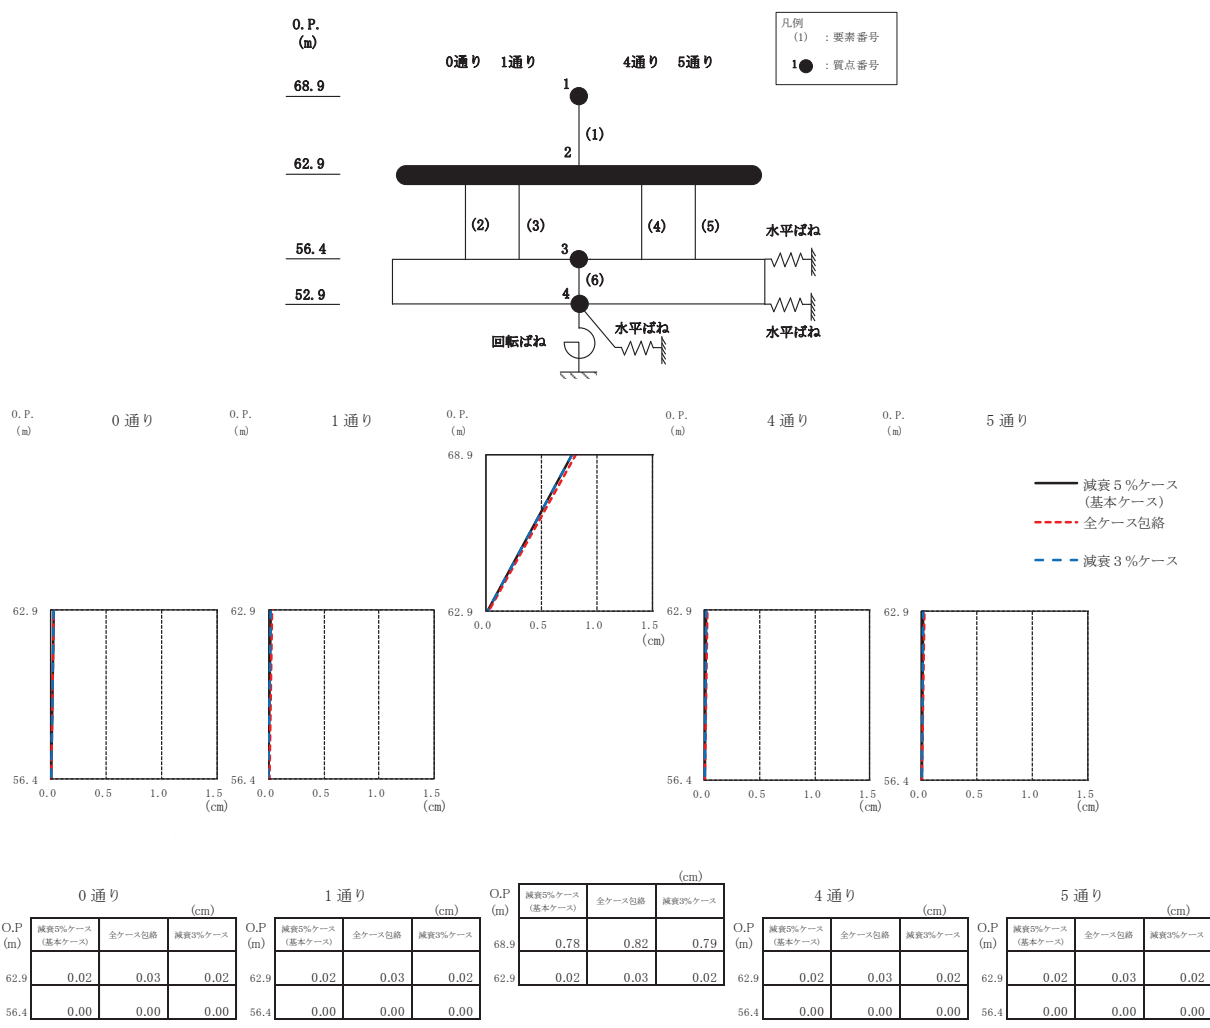 O.P.
(m)
凡例
(1) : 要素番号
1 : 質点番号
0通り 1通り 4通り 5通り
68.9
1
(1)
62.9
2
(2) (3) (4) (5)
水平ばね
56.4
3
(6)
52.9
4
水平ばね
水平ばね
回転ばね
O.P.
(m)
0 通り
O.P.
(m)
1 通り
O.P.
(m)
O.P.
(m)
4 通り
O.P.
(m)
5 通り
68.9
62.9
0.0 0.5 1.0 1.5
(cm)
減衰5%ケース
(基本ケース)
全ケース包絡
減衰3%ケース
62.9
56.4
0.0 0.5 1.0 1.5
(cm)
62.9
56.4
0.0 0.5 1.0 1.5
(cm)
62.9
56.4
0.0 0.5 1.0 1.5
(cm)
62.9
56.4
0.0 0.5 1.0 1.5
(cm)
0 通り
(cm)
O.P
(m)
減衰5%ケース
(基本ケース)
全ケース包絡 減衰3%ケース
62.9 0.02 0.03 0.02
56.4 0.00 0.00 0.00
1 通り
(cm)
O.P
(m)
減衰5%ケース
(基本ケース)
全ケース包絡 減衰3%ケース
62.9 0.02 0.03 0.02
56.4 0.00 0.00 0.00
(cm)
O.P
(m)
減衰5%ケース
(基本ケース)
全ケース包絡 減衰3%ケース
68.9 0.78 0.82 0.79
62.9 0.02 0.03 0.02
4 通り
(cm)
O.P
(m)
減衰5%ケース
(基本ケース)
全ケース包絡 減衰3%ケース
62.9 0.02 0.03 0.02
56.4 0.00 0.00 0.00
5 通り
(cm)
O.P
(m)
減衰5%ケース
(基本ケース)
全ケース包絡 減衰3%ケース
62.9 0.02 0.03 0.02
56.4 0.00 0.00 0.00